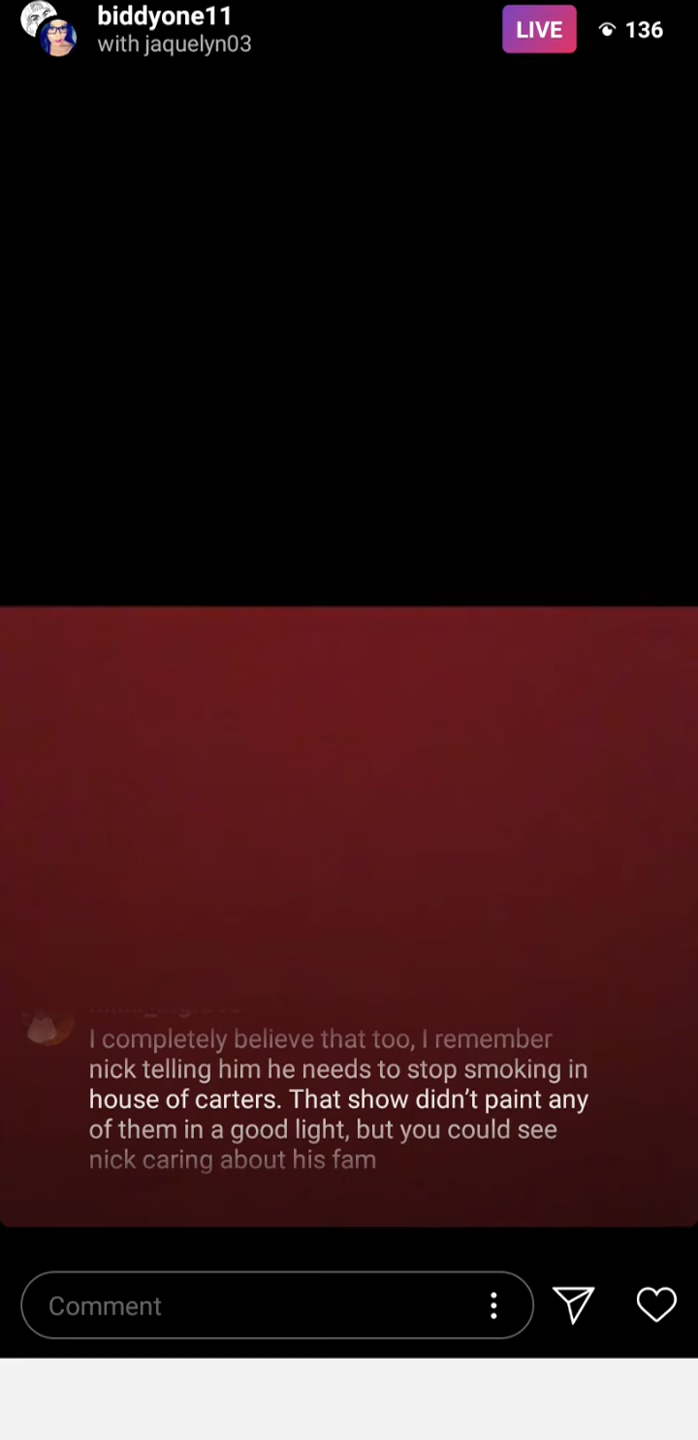 biddyone11
with jaquelyn03
LIVE
136
I completely believe that too, I remember
nick telling him he needs to stop smoking in
house of carters. That show didn’t paint any
of them in a good light, but you could see
nick caring about his fam
Comment